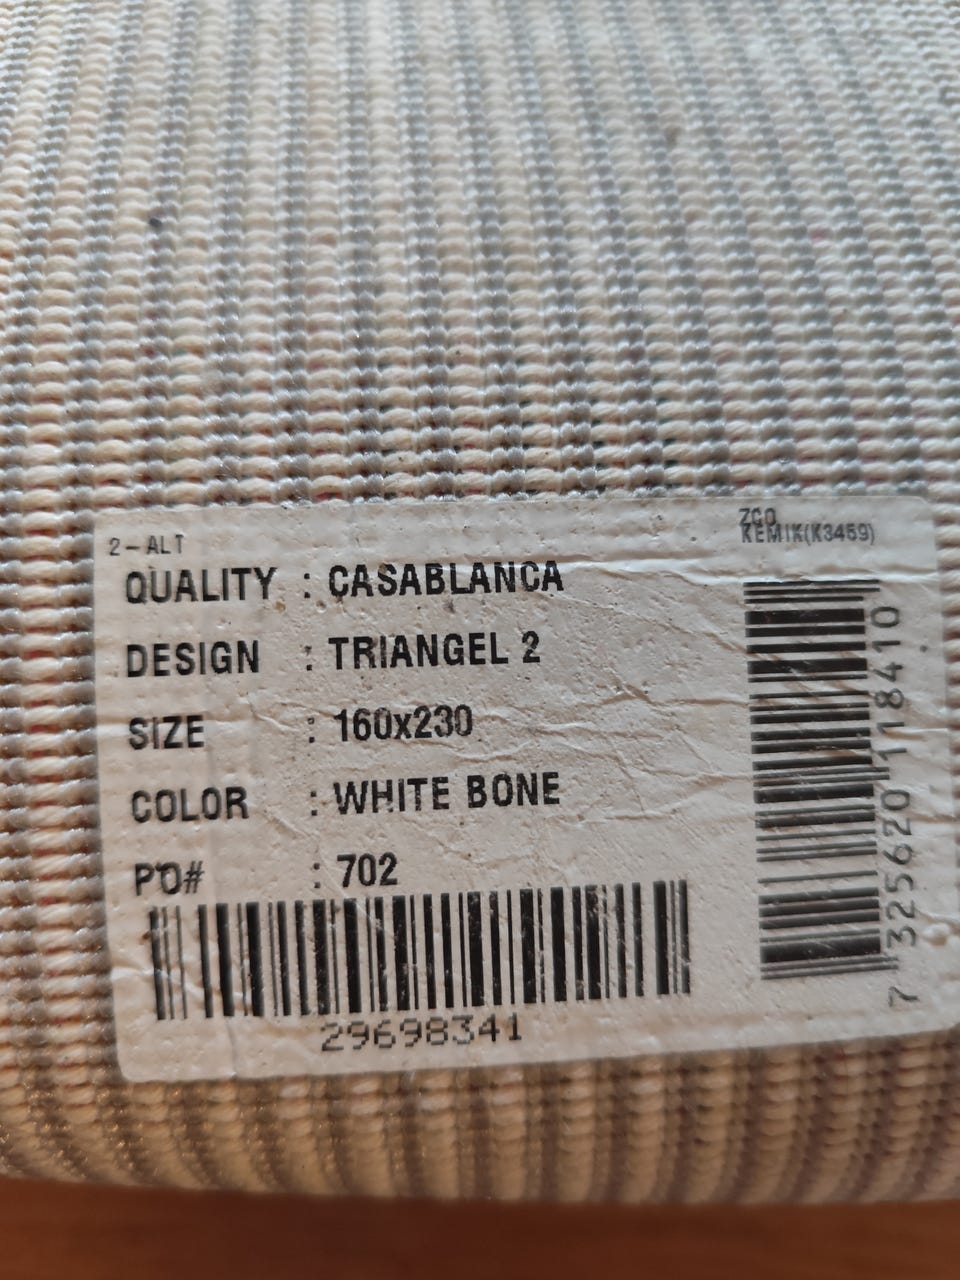 2-ALT
ZCO
KEMIK(K3459)
QUALITY : CASABLANCA
DESIGN : TRIANGEL 2
SIZE : 160x230
COLOR : WHITE BONE
PO# : 702
29698341
7 325620 118410